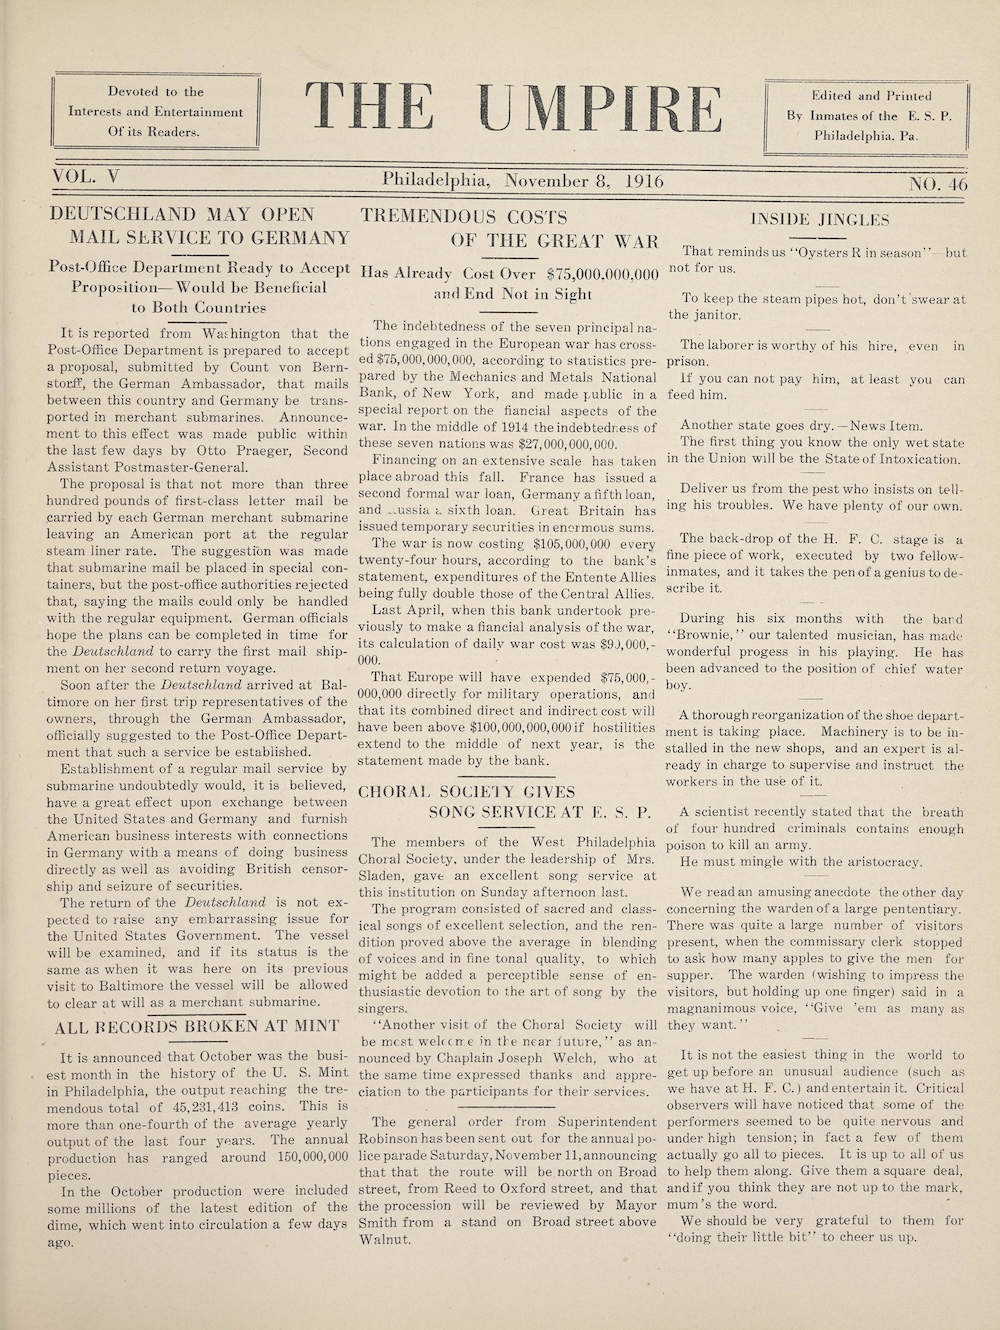 Devoted to the
Interests and Entertainment
Of its Readers.
THE UMPIRE
Edited and Printed
By Inmates of the E. S. P.
Philadelphia, Pa.
VOL. V
Philadelphia, November 8, 1916
NO. 46
DEUTSCHLAND MAY OPEN
MAIL SERVICE TO GERMANY
Post-Office Department Ready to Accept
Proposition—Would be Beneficial
to Both Countries
It is reported from Washington that the
Post-Office Department is prepared to accept
a proposal, submitted by Count von Bern-
storff, the German Ambassador, that mails
between this country and Germany be trans-
ported in merchant submarines. Announce-
ment to this effect was made public within
the last few days by Otto Praeger, Second
Assistant Postmaster-General.
The proposal is that not more than three
hundred pounds of first-class letter mail be
carried by each German merchant submarine
leaving an American port at the regular
steam liner rate. The suggestion was made
that submarine mail be placed in special con-
tainers, but the post-office authorities rejected
that, saying the mails could only be handled
with the regular equipment. German officials
hope the plans can be completed in time for
the Deutschland to carry the first mail ship-
ment on her second return voyage.
Soon after the Deutschland arrived at Bal-
timore on her first trip representatives of the
owners, through the German Ambassador,
officially suggested to the Post-Office Depart-
ment that such a service be established.
Establishment of a regular mail service by
submarine undoubtedly would, it is believed,
have a great effect upon exchange between
the United States and Germany and furnish
American business interests with connections
in Germany with a means of doing business
directly as well as avoiding British censor-
ship and seizure of securities.
The return of the Deutschland is not ex-
pected to raise any embarrassing issue for
the United States Government. The vessel
will be examined, and if its status is the
same as when it was here on its previous
visit to Baltimore the vessel will be allowed
to clear at will as a merchant submarine.
ALL RECORDS BROKEN AT MINT
It is announced that October was the busi-
est month in the history of the U. S. Mint
in Philadelphia, the output reaching the tre-
mendous total of 45,231,413 coins. This is
more than one-fourth of the average yearly
output of the last four years. The annual
production has ranged around 150,000,000
pieces.
In the October production were included
some millions of the latest edition of the
dime, which went into circulation a few days
ago.
TREMENDOUS COSTS
OF THE GREAT WAR
Has Already Cost Over $75,000,000,000
and End Not in Sight
The indebtedness of the seven principal na-
tions engaged in the European war has cross-
ed $75,000,000,000, according to statistics pre-
pared by the Mechanics and Metals National
Bank, of New York, and made public in a
special report on the fiancial aspects of the
war. In the middle of 1914 the indebtedness of
these seven nations was $27,000,000,000.
Financing on an extensive scale has taken
place abroad this fall. France has issued a
second formal war loan, Germany a fifth loan,
and Russia a sixth loan. Great Britain has
issued temporary securities in enormous sums.
The war is now costing $105,000,000 every
twenty-four hours, according to the bank's
statement, expenditures of the Entente Allies
being fully double those of the Central Allies.
Last April, when this bank undertook pre-
viously to make a fiancial analysis of the war,
its calculation of daily war cost was $90,000,-
000.
That Europe will have expended $75,000,-
000,000 directly for military operations, and
that its combined direct and indirect cost will
have been above $100,000,000,000 if hostilities
extend to the middle of next year, is the
statement made by the bank.
CHORAL SOCIETY GIVES
SONG SERVICE AT E. S. P.
The members of the West Philadelphia
Choral Society, under the leadership of Mrs.
Sladen, gave an excellent song service at
this institution on Sunday afternoon last.
The program consisted of sacred and class-
ical songs of excellent selection, and the ren-
dition proved above the average in blending
of voices and in fine tonal quality, to which
might be added a perceptible sense of en-
thusiastic devotion to the art of song by the
singers.
"Another visit of the Choral Society will
be most welcome in the near future," as an-
nounced by Chaplain Joseph Welch, who at
the same time expressed thanks and appre-
ciation to the participants for their services.
The general order from Superintendent
Robinson has been sent out for the annual po-
lice parade Saturday, November 11, announcing
that that the route will be north on Broad
street, from Reed to Oxford street, and that
the procession will be reviewed by Mayor
Smith from a stand on Broad street above
Walnut.
INSIDE JINGLES
That reminds us "Oysters R in season"—but
not for us.
To keep the steam pipes hot, don't swear at
the janitor.
The laborer is worthy of his hire, even in
prison.
If you can not pay him, at least you can
feed him.
Another state goes dry.—News Item.
The first thing you know the only wet state
in the Union will be the State of Intoxication.
Deliver us from the pest who insists on tell-
ing his troubles. We have plenty of our own.
The back-drop of the H. F. C. stage is a
fine piece of work, executed by two fellow-
inmates, and it takes the pen of a genius to de-
scribe it.
During his six months with the band
"Brownie," our talented musician, has made
wonderful progess in his playing. He has
been advanced to the position of chief water
boy.
A thorough reorganization of the shoe depart-
ment is taking place. Machinery is to be in-
stalled in the new shops, and an expert is al-
ready in charge to supervise and instruct the
workers in the use of it.
A scientist recently stated that the breath
of four hundred criminals contains enough
poison to kill an army.
He must mingle with the aristocracy.
We read an amusing anecdote the other day
concerning the warden of a large pententiary.
There was quite a large number of visitors
present, when the commissary clerk stopped
to ask how many apples to give the men for
supper. The warden (wishing to impress the
visitors, but holding up one finger) said in a
magnanimous voice, "Give 'em as many as
they want."
It is not the easiest thing in the world to
get up before an unusual audience (such as
we have at H. F. C.) and entertain it. Critical
observers will have noticed that some of the
performers seemed to be quite nervous and
under high tension; in fact a few of them
actually go all to pieces. It is up to all of us
to help them along. Give them a square deal,
and if you think they are not up to the mark,
mum's the word.
We should be very grateful to them for
"doing their little bit" to cheer us up.